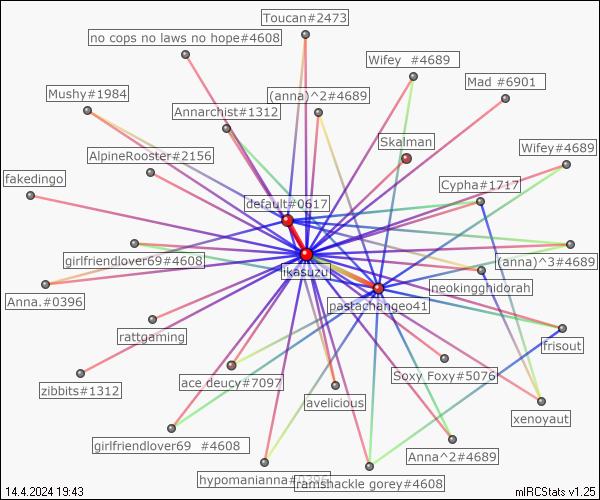 Toucan#2473
no cops no laws no hope#4608
Wifey  #4689
Mad #6901
Mushy#1984
(anna)^2#4689
Annarchist#1312
Skalman
Wifey#4689
AlpineRooster#2156
fakedingo
Cypha#1717
default#0617
girlfriendlover69#4608
(anna)^3#4689
ikasuzu
neokingghidorah
Anna.#0396
pastachangeo41
rattgaming
frisout
Soxy Foxy#5076
zibbits#1312
ace deucy#7097
avelicious
xenoyaut
girlfriendlover69  #4608
Anna^2#4689
hypomanianna#0396
ramshackle gorey#4608
14.4.2024 19:43
mIRCStats v1.25